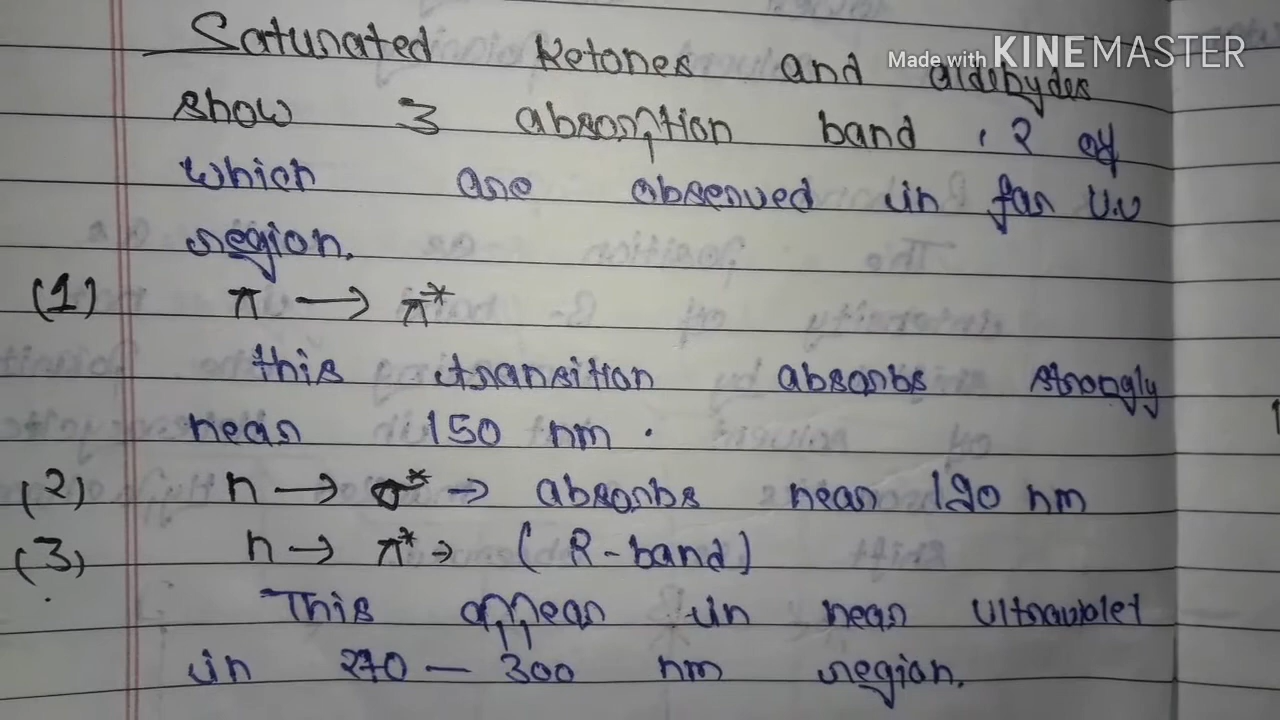 Saturated Ketones and aldehydes
Made with KINEMASTER
show 3 absorption band , 2 of
which are observed in far U.V
region.
(1) π → π*
this transition absorbs strongly
near 150 nm .
(2) n → σ* → absorbs near 190 nm
(3) n → π* → ( R - band )
This appear in near Ultraviolet
in 270 — 300 nm region.